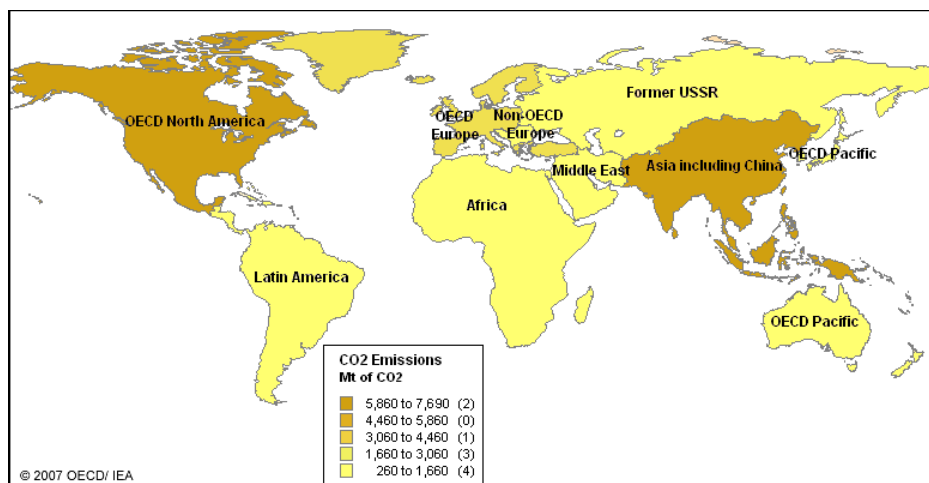 Former USSR
OECD North America
OECD
Europe
Non-OECD
Europe
OECD Pacific
Middle East
Asia including China
Africa
Latin America
OECD Pacific
CO2 Emissions
Mt of CO2
5,860 to 7,690 (2)
4,460 to 5,860 (0)
3,060 to 4,460 (1)
1,660 to 3,060 (3)
260 to 1,660 (4)
© 2007 OECD/ IEA